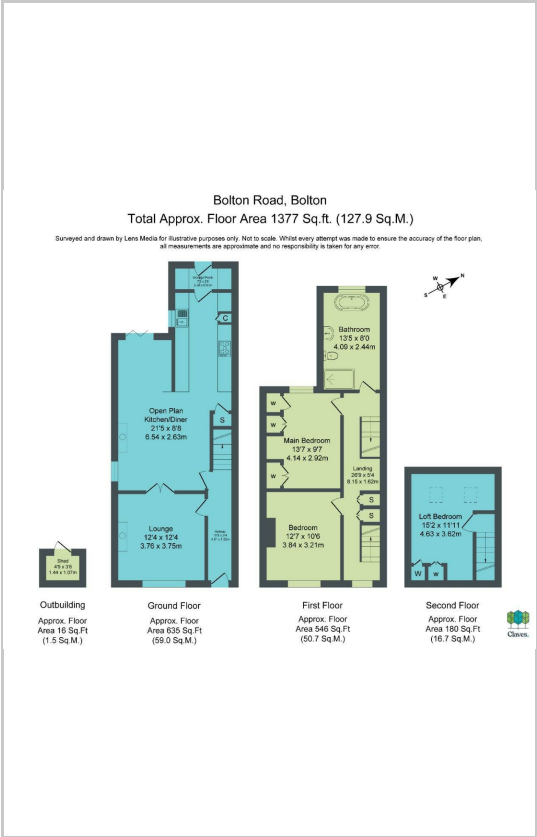 Bolton Road, Bolton
Total Approx. Floor Area 1377 Sq.ft. (127.9 Sq.M.)
Surveyed and drawn by Lens Media for illustrative purposes only. Not to scale. Whilst every attempt was made to ensure the accuracy of the floor plan,
all measurements are approximate and no responsibility is taken for any error.
W
N
S
E
C
S
Open Plan
Kitchen/Diner
21'5 x 8'8
6.54 x 2.63m
Lounge
12'4 x 12'4
3.76 x 3.75m
Bathroom
13'5 x 8'0
4.09 x 2.44m
W
W
W
Main Bedroom
13'7 x 9'7
4.14 x 2.92m
Landing
26'9 x 5'4
8.15 x 1.62m
S
S
Bedroom
12'7 x 10'6
3.84 x 3.21m
Loft Bedroom
15'2 x 11'11
4.63 x 3.62m
W
W
Shed
4'9 x 3'6
1.44 x 1.07m
Outbuilding
Approx. Floor
Area 16 Sq.Ft
(1.5 Sq.M.)
Ground Floor
Approx. Floor
Area 635 Sq.Ft
(59.0 Sq.M.)
First Floor
Approx. Floor
Area 546 Sq.Ft
(50.7 Sq.M.)
Second Floor
Approx. Floor
Area 180 Sq.Ft
(16.7 Sq.M.)
Claves.